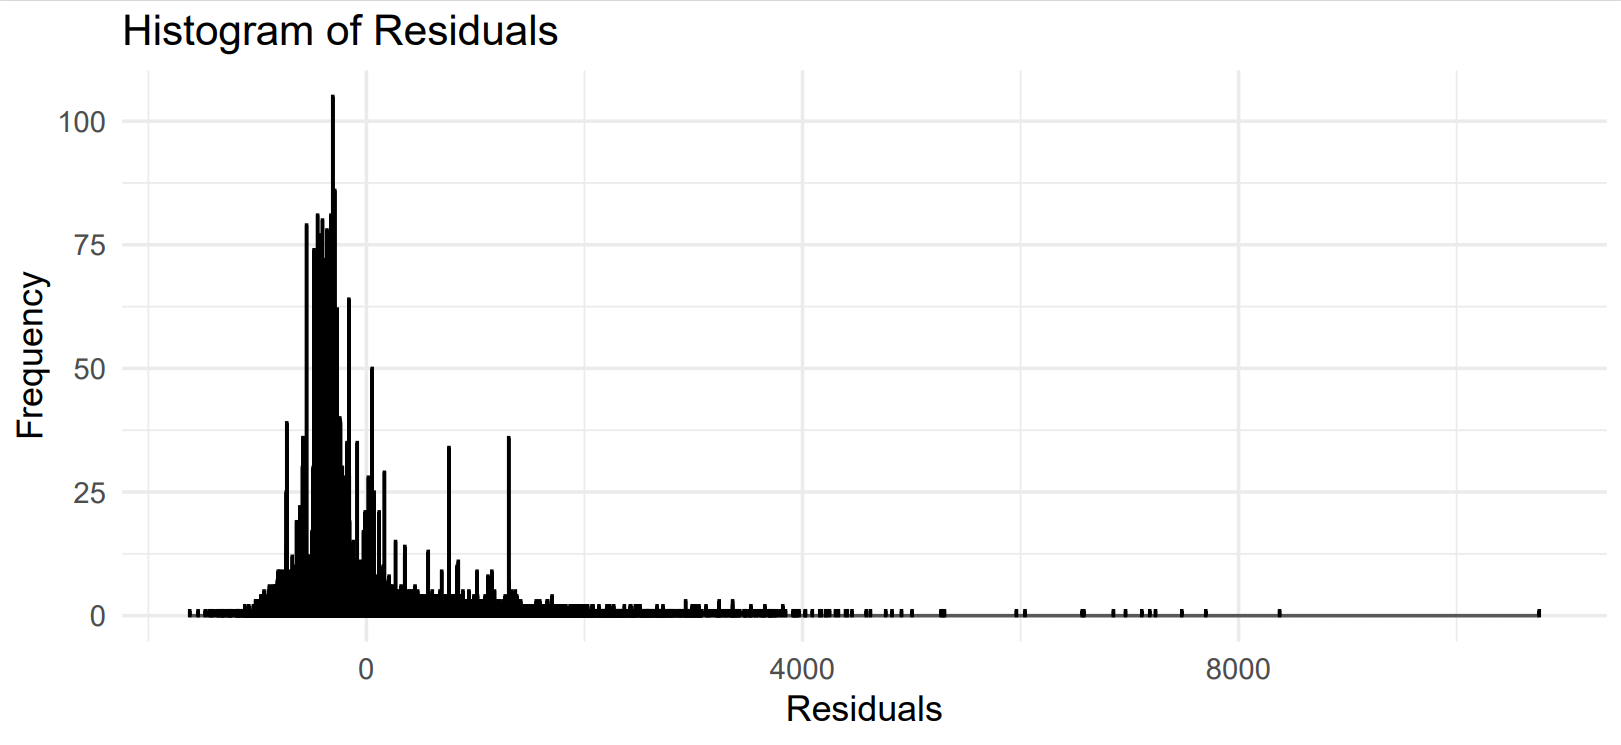 Histogram of Residuals
100
75
50
25
0
Frequency
0 4000 8000
Residuals